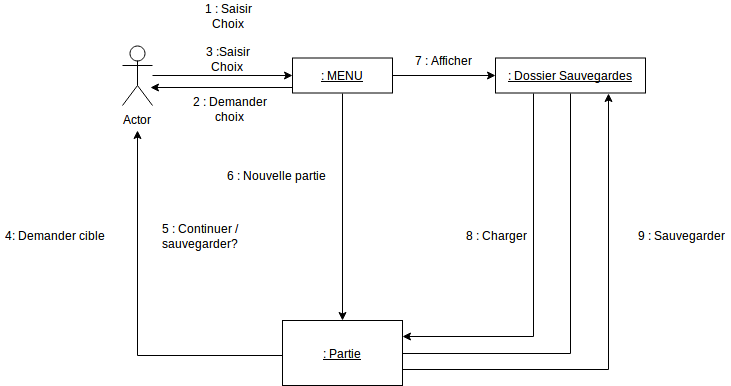 1 : Saisir
Choix
3 :Saisir
Choix
7 : Afficher
: MENU
: Dossier Sauvegardes
2 : Demander
choix
Actor
6 : Nouvelle partie
4: Demander cible
5 : Continuer /
sauvegarder?
8 : Charger
9 : Sauvegarder
: Partie